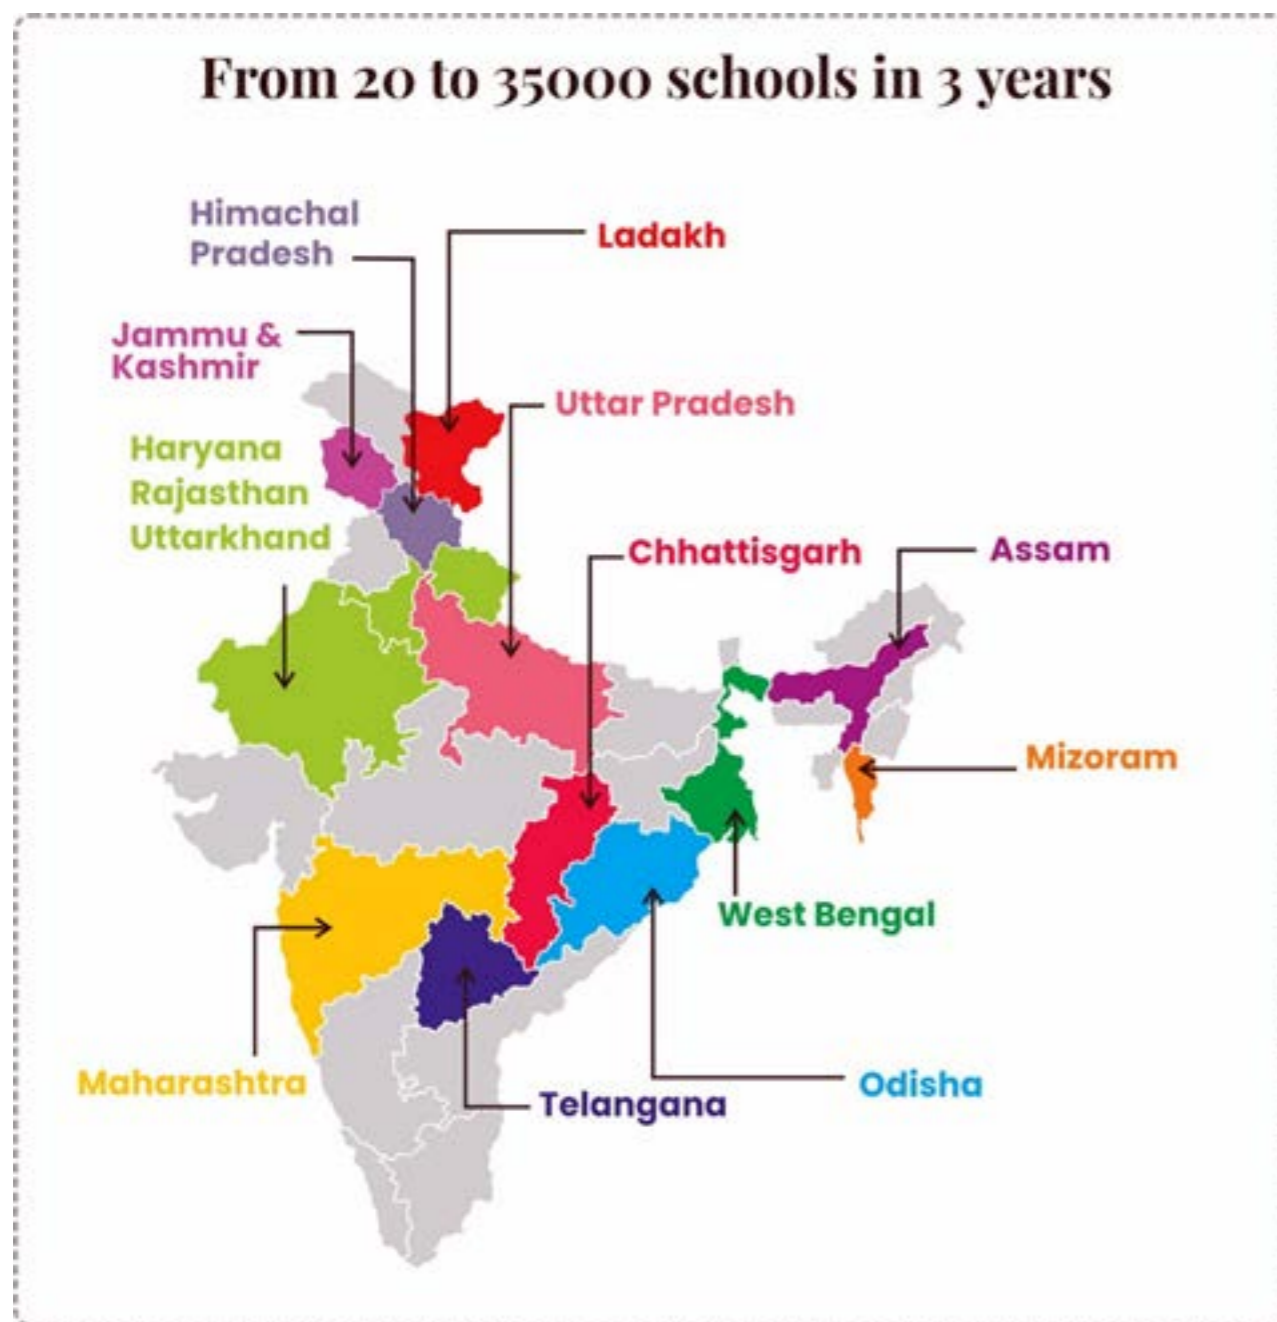 From 20 to 35000 schools in 3 years
Himachal
Pradesh
Ladakh
Jammu &
Kashmir
Uttar Pradesh
Haryana
Rajasthan
Uttarkhand
Chhattisgarh
Assam
Mizoram
West Bengal
Maharashtra
Telangana
Odisha